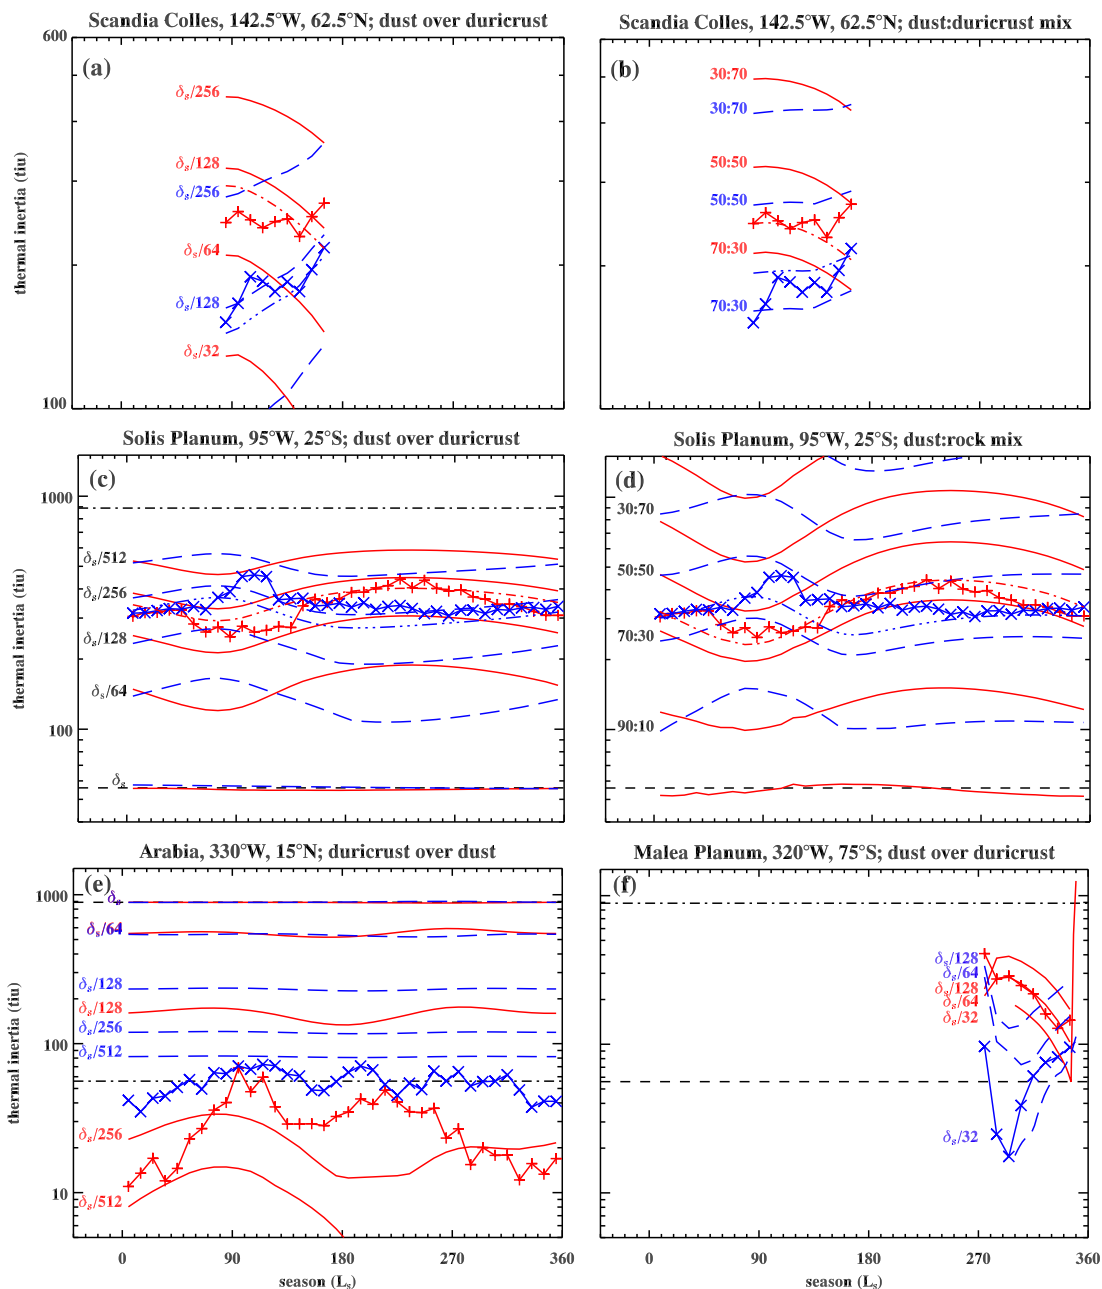 Scandia Colles, 142.5°W, 62.5°N; dust over duricrust
Scandia Colles, 142.5°W, 62.5°N; dust:duricrust mix
600
(a)
(b)
δs/256
δs/128
δs/256
δs/64
δs/128
δs/32
100
thermal inertia (tiu)
30:70
30:70
50:50
50:50
70:30
70:30
Solis Planum, 95°W, 25°S; dust over duricrust
Solis Planum, 95°W, 25°S; dust:rock mix
(c)
(d)
1000
100
thermal inertia (tiu)
δs/512
δs/256
δs/128
δs/64
δs
30:70
50:50
70:30
90:10
Arabia, 330°W, 15°N; duricrust over dust
Malea Planum, 320°W, 75°S; dust over duricrust
(e)
(f)
1000
100
10
thermal inertia (tiu)
δs
δs/64
δs/128
δs/128
δs/256
δs/512
δs/256
δs/512
δs/128
δs/64
δs/128
δs/64
δs/32
δs/32
0 90 180 270 360
0 90 180 270 360
season (Ls)
season (Ls)